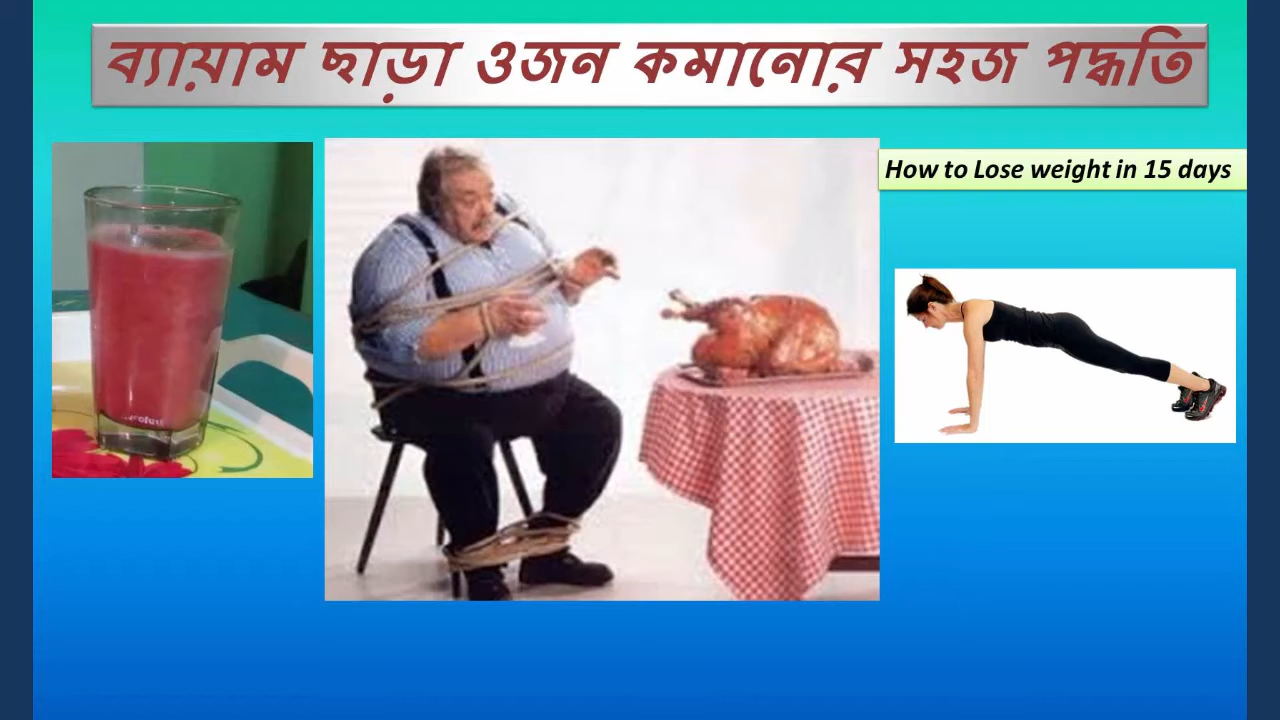 ব্যায়াম ছাড়া ওজন কমানোর সহজ পদ্ধতি
How to Lose weight in 15 days